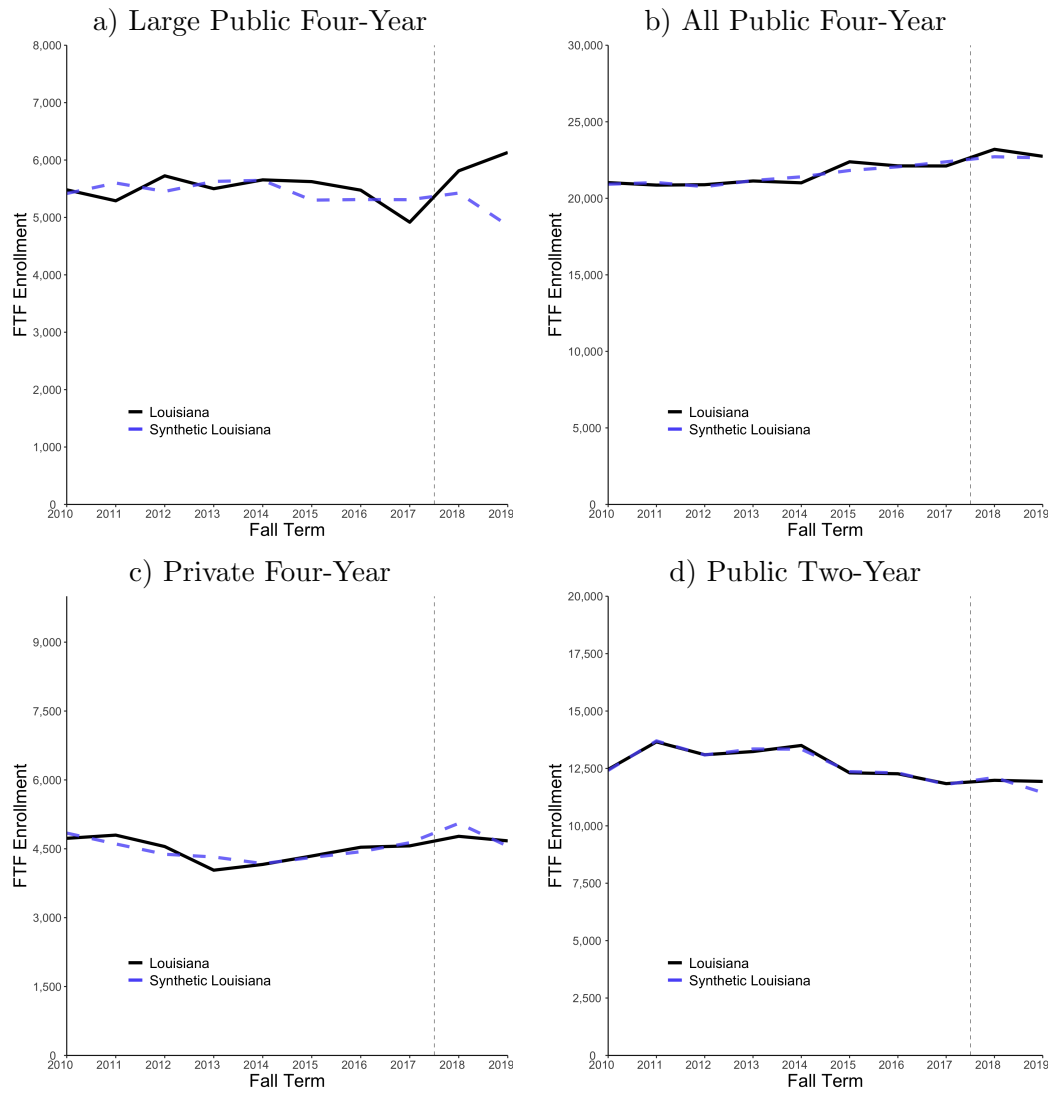 a) Large Public Four-Year
8,000
7,000
6,000
5,000
4,000
3,000
2,000
1,000
0
FTF Enrollment
Louisiana
Synthetic Louisiana
2010 2011 2012 2013 2014 2015 2016 2017 2018 2019
Fall Term
b) All Public Four-Year
30,000
25,000
20,000
15,000
10,000
5,000
0
FTF Enrollment
Louisiana
Synthetic Louisiana
2010 2011 2012 2013 2014 2015 2016 2017 2018 2019
Fall Term
c) Private Four-Year
9,000
7,500
6,000
4,500
3,000
1,500
0
FTF Enrollment
Louisiana
Synthetic Louisiana
2010 2011 2012 2013 2014 2015 2016 2017 2018 2019
Fall Term
d) Public Two-Year
20,000
17,500
15,000
12,500
10,000
7,500
5,000
2,500
0
FTF Enrollment
Louisiana
Synthetic Louisiana
2010 2011 2012 2013 2014 2015 2016 2017 2018 2019
Fall Term